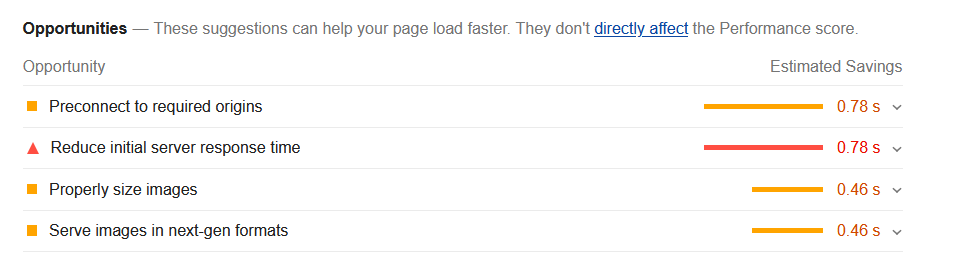 Opportunities — These suggestions can help your page load faster. They don't directly affect the Performance score.
Opportunity Estimated Savings
Preconnect to required origins 0.78 s
Reduce initial server response time 0.78 s
Properly size images 0.46 s
Serve images in next-gen formats 0.46 s